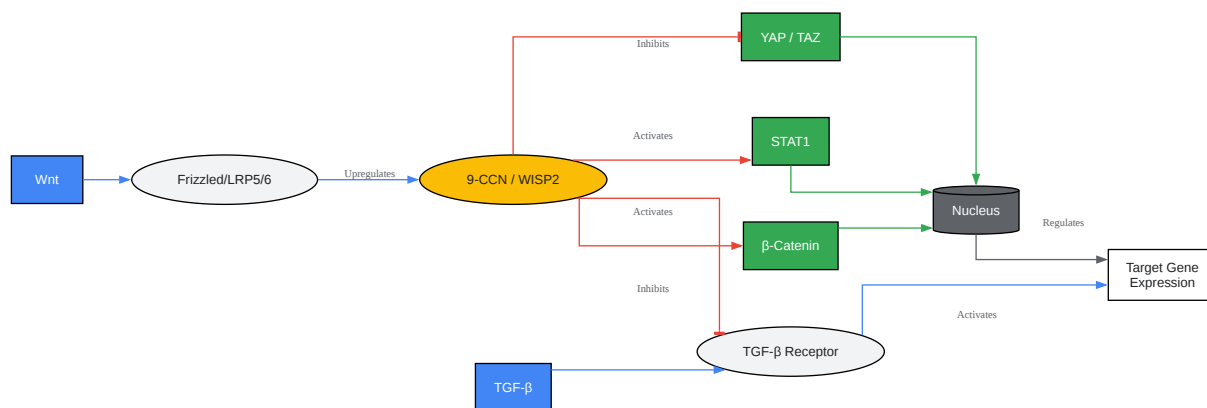 YAP / TAZ
Inhibits
Activates
STAT1
Wnt
Frizzled/LRP5/6
Upregulates
9-CCN / WISP2
Activates
Nucleus
Regulates
β-Catenin
Target Gene
Expression
Inhibits
Activates
TGF-β Receptor
TGF-β